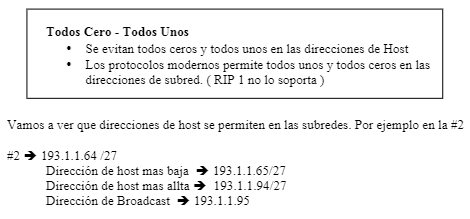 Todos Cero - Todos Unos
• Se evitan todos ceros y todos unos en las direcciones de Host
• Los protocolos modernos permite todos unos y todos ceros en las
direcciones de subred. ( RIP 1 no lo soporta )
Vamos a ver que direcciones de host se permiten en las subredes. Por ejemplo en la #2
#2 ➔ 193.1.1.64 /27
Dirección de host mas baja ➔ 193.1.1.65/27
Dirección de host mas allta ➔ 193.1.1.94/27
Dirección de Broadcast ➔ 193.1.1.95